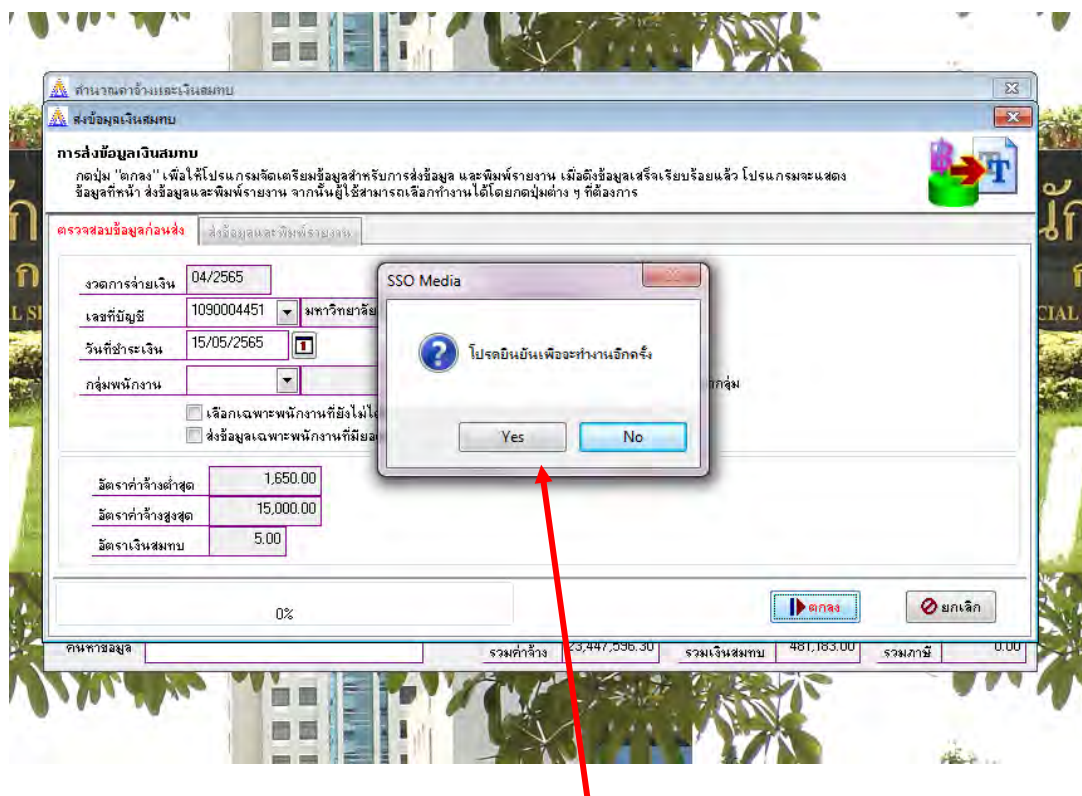 คำนวณค่าจ้างและเงินสมทบ
ส่งข้อมูลเงินสมทบ
การส่งข้อมูลเงินสมทบ
กดปุ่ม "ตกลง" เพื่อให้โปรแกรมจัดเตรียมข้อมูลสำหรับการส่งข้อมูล และพิมพ์รายงาน เมื่อดึงข้อมูลเสร็จเรียบร้อยแล้ว โปรแกรมจะแสดง
ข้อมูลที่หน้า ส่งข้อมูลและพิมพ์รายงาน จากนั้นผู้ใช้สามารถเลือกทำงานได้โดยกดปุ่มต่าง ๆ ที่ต้องการ
ตรวจสอบข้อมูลก่อนส่ง ส่งข้อมูลและพิมพ์รายงาน
งวดการจ่ายเงิน 04/2565
เลขที่บัญชี 1090004451 มหาวิทยาลัย
วันที่ชำระเงิน 15/05/2565 1
กลุ่มพนักงาน
เลือกเฉพาะพนักงานที่ยังไม่ได้
ส่งข้อมูลเฉพาะพนักงานที่มียอด
SSO Media
โปรดยืนยันเพื่อจะทำงานอีกครั้ง
Yes No
อัตราค่าจ้างต่ำสุด 1,650.00
อัตราค่าจ้างสูงสุด 15,000.00
อัตราเงินสมทบ 5.00
0% ตกลง ยกเลิก
ค้นหาข้อมูล รวมค่าจ้าง 23,447,596.30 รวมเงินสมทบ 481,183.00 รวมภาษี 0.00